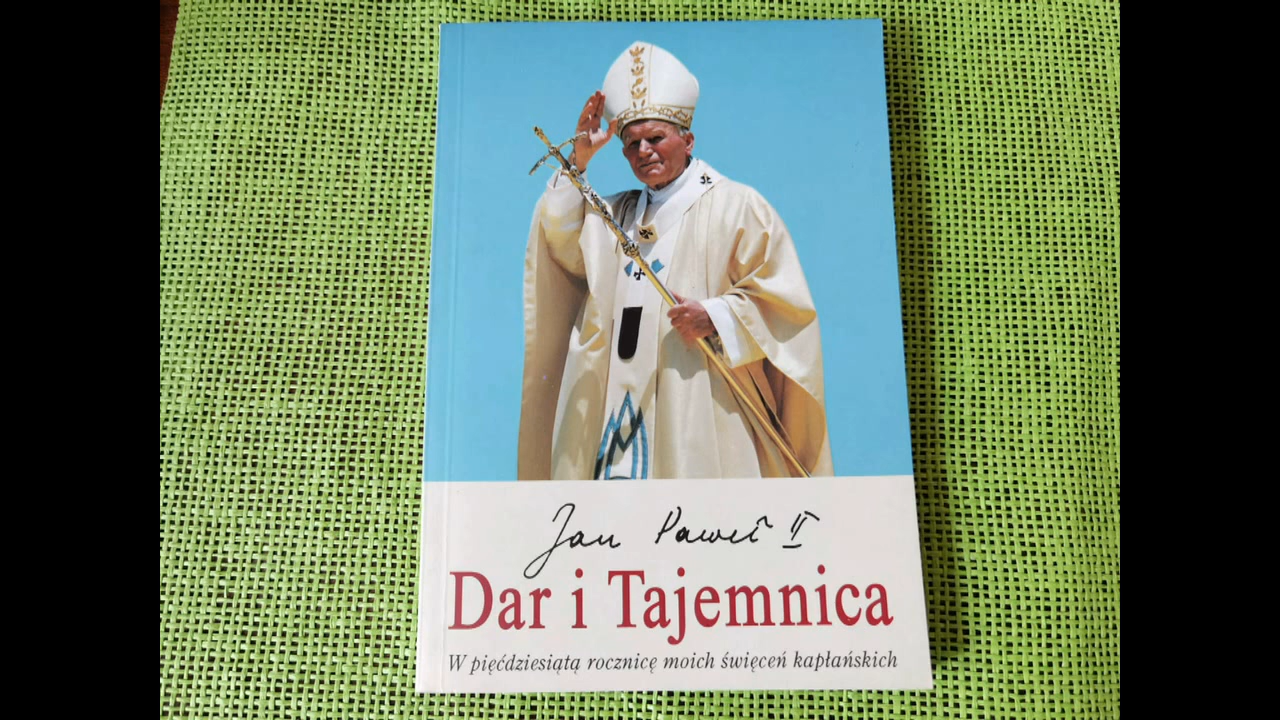 Jan Paweł II
Dar i Tajemnica
W pięćdziesiątą rocznicę moich święceń kapłańskich